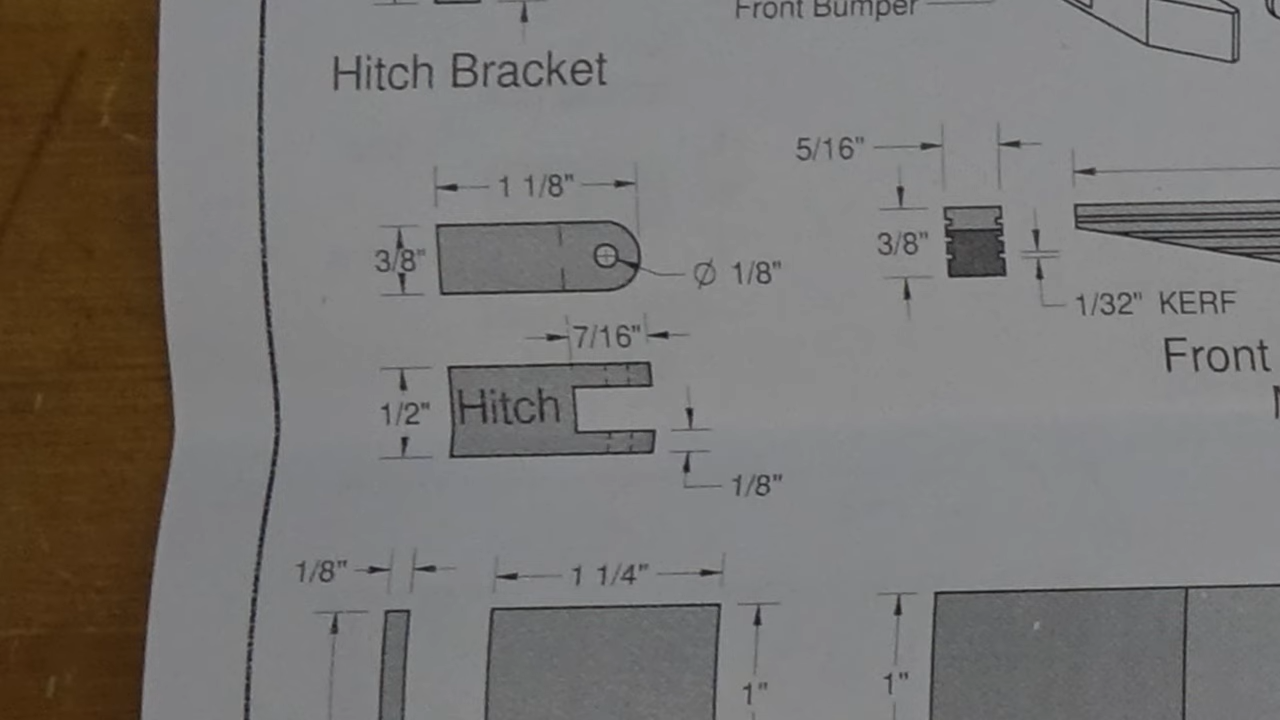 Front Bumper
Hitch Bracket
5/16"
1 1/8"
3/8"
3/8"
Ø 1/8"
1/32" KERF
7/16"
Front
1/2"
Hitch
1/8"
1/8"
1 1/4"
1"
1"